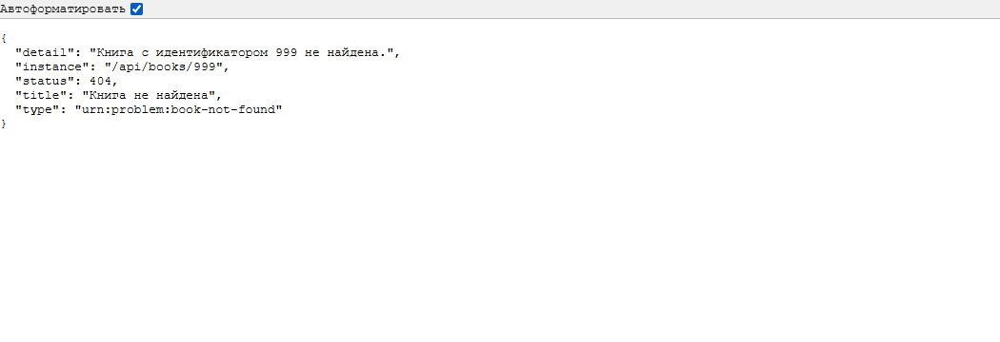 Автоформатировать
{
  "detail": "Книга с идентификатором 999 не найдена.",
  "instance": "/api/books/999",
  "status": 404,
  "title": "Книга не найдена",
  "type": "urn:problem:book-not-found"
}